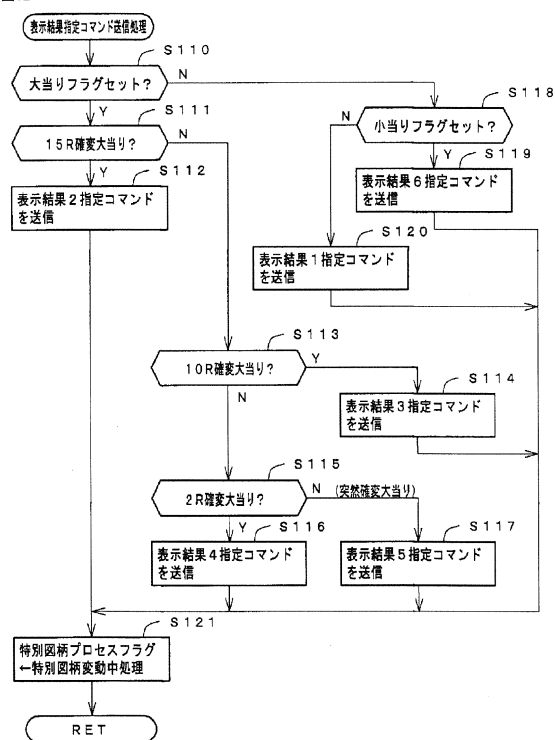 表示結果指定コマンド送信処理
S110
大当りフラグセット？
N
Y
S111
15R確変大当り？
N
Y
S112
表示結果2指定コマンド
を送信
S118
小当りフラグセット？
N
Y
S119
表示結果6指定コマンド
を送信
S120
表示結果1指定コマンド
を送信
S113
10R確変大当り？
Y
N
S114
表示結果3指定コマンド
を送信
S115
2R確変大当り？
N (突然確変大当り)
Y
S116
表示結果4指定コマンド
を送信
S117
表示結果5指定コマンド
を送信
S121
特別図柄プロセスフラグ
←特別図柄変動中処理
RET